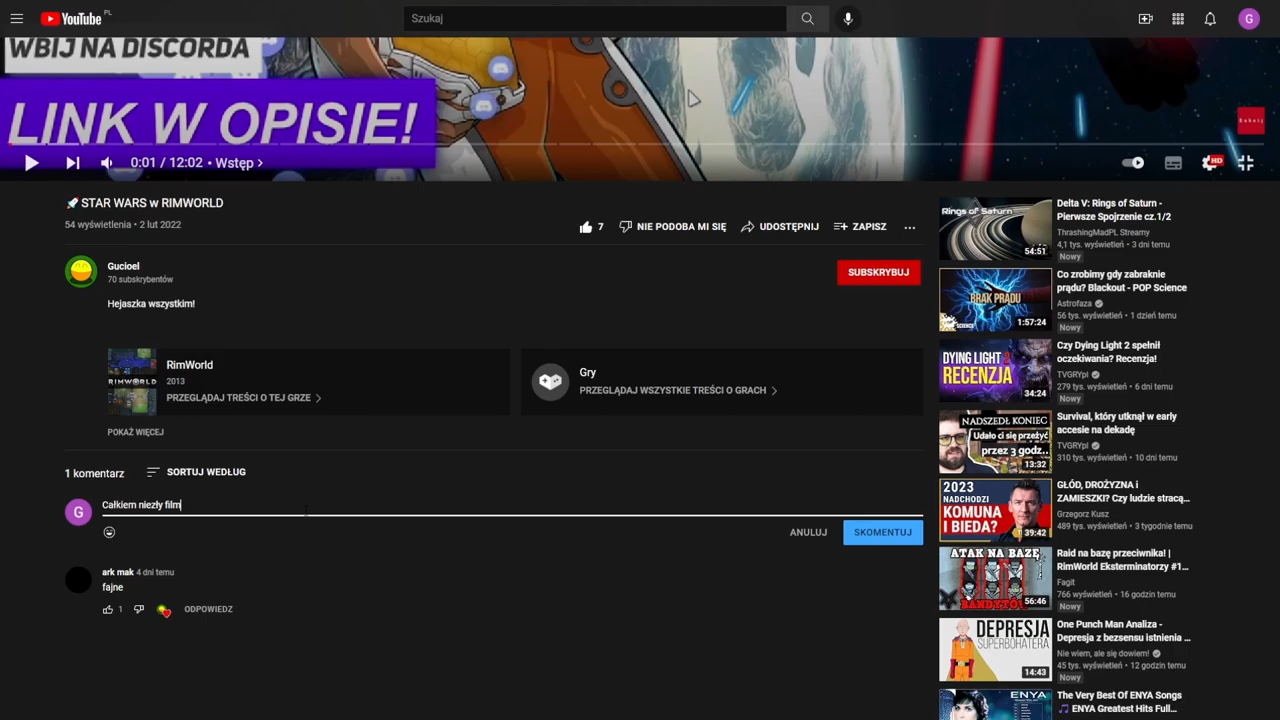 YouTube PL
Szukaj
G
WBIJ NA DISCORDA
LINK W OPISIE!
0:01 / 12:02 • Wstęp >
HD
🚀STAR WARS w RIMWORLD
54 wyświetlenia • 2 lut 2022
7
NIE PODOBA MI SIĘ
UDOSTĘPNIJ
ZAPISZ
Gucioel
70 subskrybentów
SUBSKRYBUJ
Hejaszka wszystkim!
RIMWORLD
RimWorld
2013
PRZEGLĄDAJ TREŚCI O TEJ GRZE
Gry
PRZEGLĄDAJ WSZYSTKIE TREŚCI O GRACH
POKAŻ WIĘCEJ
1 komentarz
SORTUJ WEDŁUG
G
Całkiem niezły film
ANULUJ
SKOMENTUJ
ark mak 4 dni temu
fajne
1
ODPOWIEDZ
Rings of Saturn
54:51
Delta V: Rings of Saturn -
Pierwsze Spojrzenie cz.1/2
ThrashingMadPL Streamy
4,1 tys. wyświetleń • 3 dni temu
Nowy
BRAK PRĄDU
SCIENCE
1:57:24
Co zrobimy gdy zabraknie
prądu? Blackout - POP Science
Astrofaza
56 tys. wyświetleń • 1 dzień temu
Nowy
DYING LIGHT 2
RECENZJA
34:24
Czy Dying Light 2 spełnił
oczekiwania? Recenzja!
TVGRYpl
279 tys. wyświetleń • 6 dni temu
Nowy
NADSZEDŁ KONIEC
Udało ci się przeżyć
przez 3 godz..
13:32
Survival, który utknął w early
accesie na dekadę
TVGRYpl
310 tys. wyświetleń • 10 dni temu
2023
NADCHODZI
KOMUNA
I BIEDA?
39:42
GŁÓD, DROŻYZNA i
ZAMIESZKI? Czy ludzie stracą...
Grzegorz Kusz
489 tys. wyświetleń • 3 tygodnie temu
ATAK NA BAZĘ
BANDYTÓW
56:46
Raid na bazę przeciwnika! |
RimWorld Eksterminatorzy #1...
Fagit
766 wyświetleń • 16 godzin temu
Nowy
DEPRESJA
SUPERBOHATERA
14:43
One Punch Man Analiza -
Depresja z bezsensu istnienia ...
Nie wiem, ale się dowiem!
45 tys. wyświetleń • 12 godzin temu
Nowy
ENYA
The Very Best Of ENYA Songs
🎵 ENYA Greatest Hits Full...